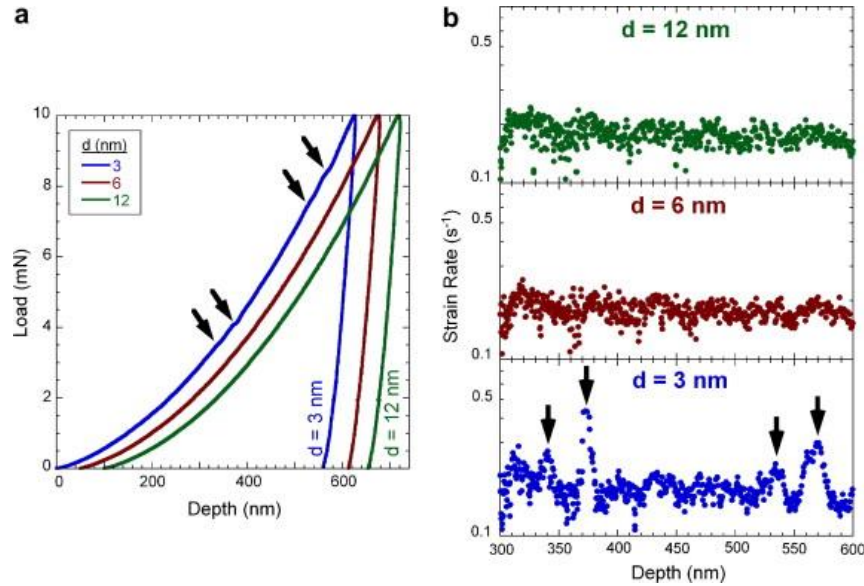 a
10
8
6
4
2
0
Load (mN)
d (nm)
3
6
12
d = 3 nm
d = 12 nm
0 200 400 600
Depth (nm)
b
d = 12 nm
0.5
0.1
d = 6 nm
0.5
0.1
d = 3 nm
0.5
0.1
Strain Rate (s⁻¹)
300 350 400 450 500 550 600
Depth (nm)